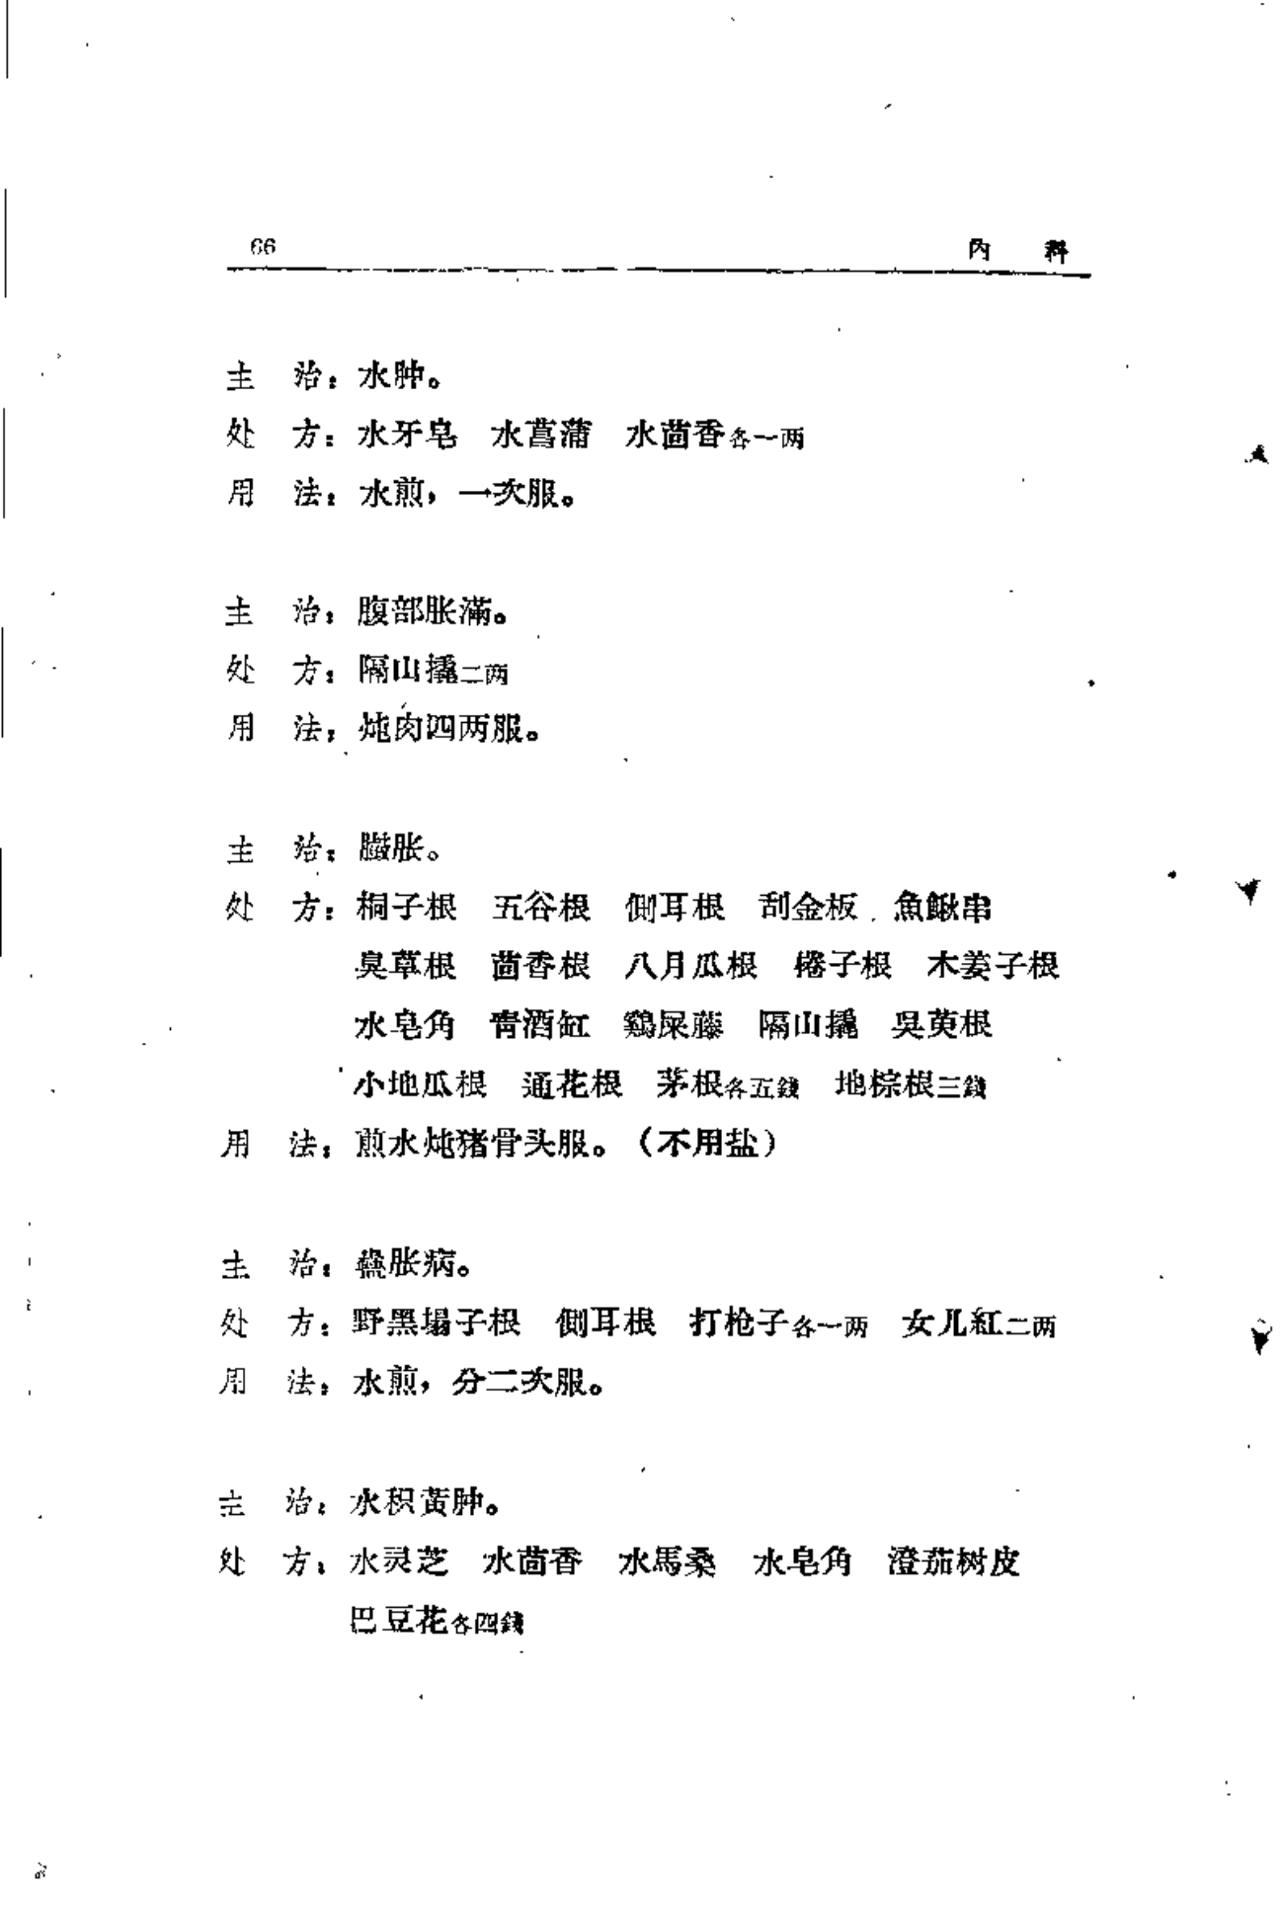 66 內 科
主 治：水肿。
处 方：水牙皂 水菖蒲 水茴香各一两
用 法：水煎，一次服。
主 治：腹部胀滿。
处 方：隔山撬二两
用 法：炖肉四两服。
主 治：臌胀。
处 方：桐子根 五谷根 側耳根 刮金板 魚鰍串
臭草根 茴香根 八月瓜根 棬子根 木姜子根
水皂角 青酒缸 鷄屎藤 隔山撬 吳萸根
小地瓜根 通花根 茅根各五錢 地棕根三錢
用 法：煎水炖猪骨头服。（不用盐）
主 治：蠱胀病。
处 方：野黑塌子根 側耳根 打枪子各一两 女儿紅二两
用 法：水煎，分二次服。
主 治：水积黃肿。
处 方：水灵芝 水茴香 水馬桑 水皂角 澄茄树皮
巴豆花各四錢